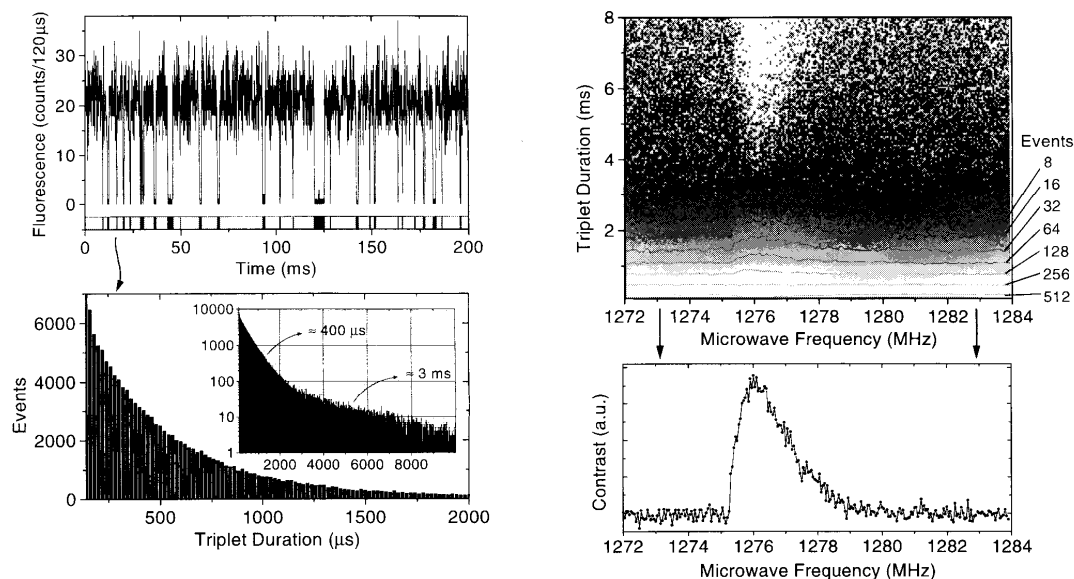 Fluorescence (counts/120µs)
30
20
10
0
0 50 100 150 200
Time (ms)
Events
6000
4000
2000
0
500 1000 1500 2000
Triplet Duration (µs)
10000
1000
100
10
1
≈ 400 µs
≈ 3 ms
2000 4000 6000 8000
Triplet Duration (ms)
8
6
4
2
1272 1274 1276 1278 1280 1282 1284
Microwave Frequency (MHz)
Events
8
16
32
64
128
256
512
Contrast (a.u.)
1272 1274 1276 1278 1280 1282 1284
Microwave Frequency (MHz)